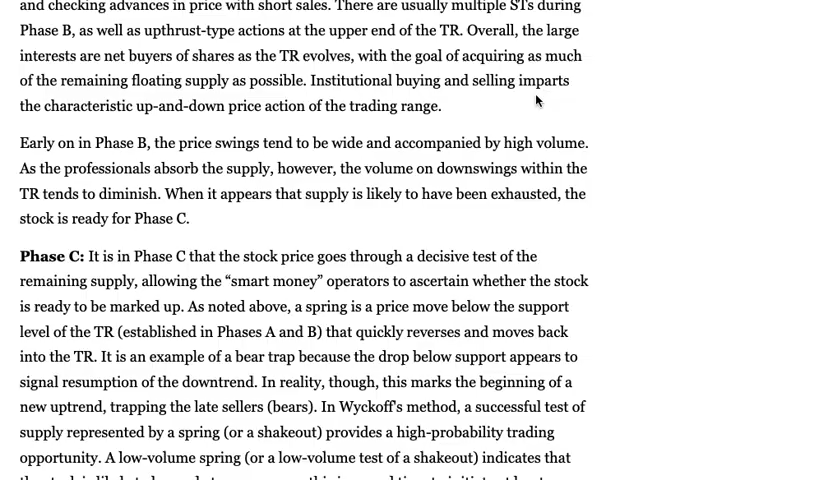 and checking advances in price with short sales. There are usually multiple STs during
Phase B, as well as upthrust-type actions at the upper end of the TR. Overall, the large
interests are net buyers of shares as the TR evolves, with the goal of acquiring as much
of the remaining floating supply as possible. Institutional buying and selling imparts
the characteristic up-and-down price action of the trading range.
Early on in Phase B, the price swings tend to be wide and accompanied by high volume.
As the professionals absorb the supply, however, the volume on downswings within the
TR tends to diminish. When it appears that supply is likely to have been exhausted, the
stock is ready for Phase C.
Phase C: It is in Phase C that the stock price goes through a decisive test of the
remaining supply, allowing the “smart money” operators to ascertain whether the stock
is ready to be marked up. As noted above, a spring is a price move below the support
level of the TR (established in Phases A and B) that quickly reverses and moves back
into the TR. It is an example of a bear trap because the drop below support appears to
signal resumption of the downtrend. In reality, though, this marks the beginning of a
new uptrend, trapping the late sellers (bears). In Wyckoff's method, a successful test of
supply represented by a spring (or a shakeout) provides a high-probability trading
opportunity. A low-volume spring (or a low-volume test of a shakeout) indicates that